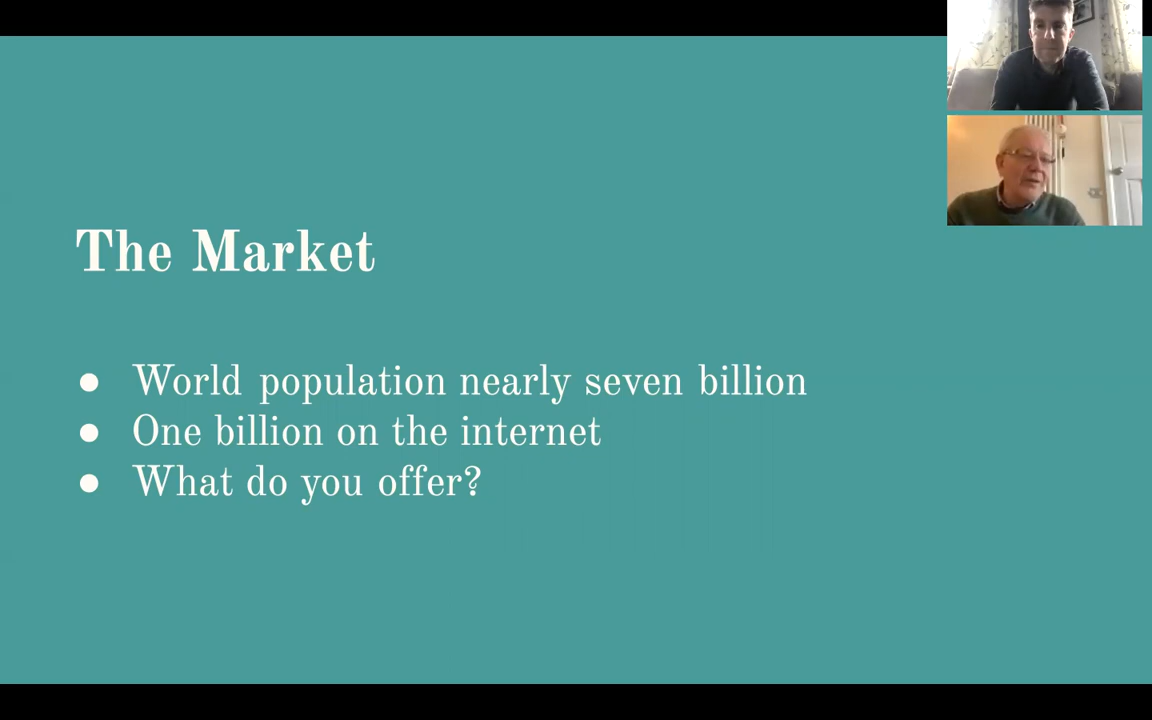 The Market
● World population nearly seven billion
● One billion on the internet
● What do you offer?